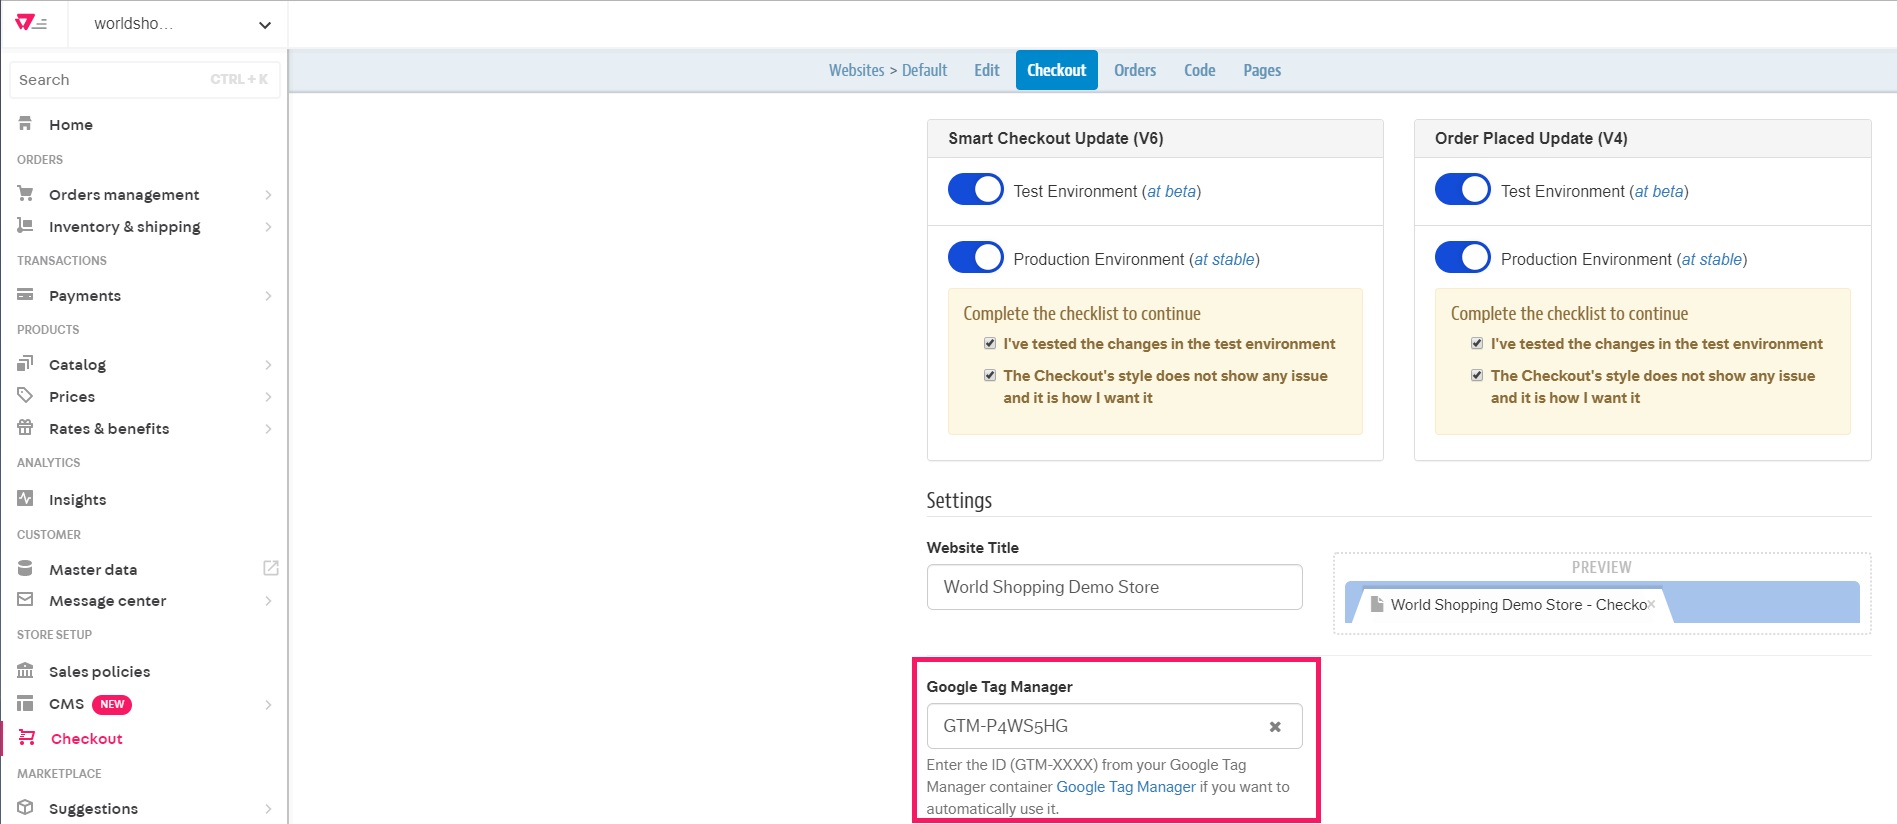 worldsho...
Search CTRL + K
Home
ORDERS
Orders management
Inventory & shipping
TRANSACTIONS
Payments
PRODUCTS
Catalog
Prices
Rates & benefits
ANALYTICS
Insights
CUSTOMER
Master data
Message center
STORE SETUP
Sales policies
CMS NEW
Checkout
MARKETPLACE
Suggestions
Websites > Default Edit Checkout Orders Code Pages
Smart Checkout Update (V6)
Test Environment (at beta)
Production Environment (at stable)
Complete the checklist to continue
I've tested the changes in the test environment
The Checkout's style does not show any issue
and it is how I want it
Order Placed Update (V4)
Test Environment (at beta)
Production Environment (at stable)
Complete the checklist to continue
I've tested the changes in the test environment
The Checkout's style does not show any issue
and it is how I want it
Settings
Website Title
World Shopping Demo Store
PREVIEW
World Shopping Demo Store - Checko
Google Tag Manager
GTM-P4WS5HG
Enter the ID (GTM-XXXX) from your Google Tag
Manager container Google Tag Manager if you want to
automatically use it.